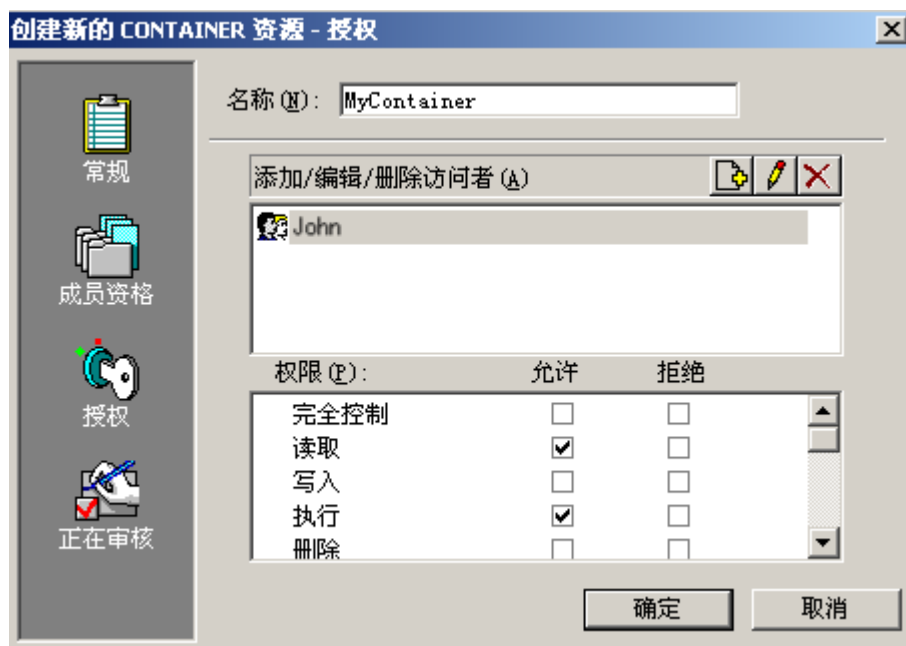 创建新的 CONTAINER 资源 - 授权
名称(N): MyContainer
常规
添加/编辑/删除访问者(A)
John
成员资格
权限(P): 允许 拒绝
完全控制
授权
读取
写入
执行
正在审核
删除
确定 取消